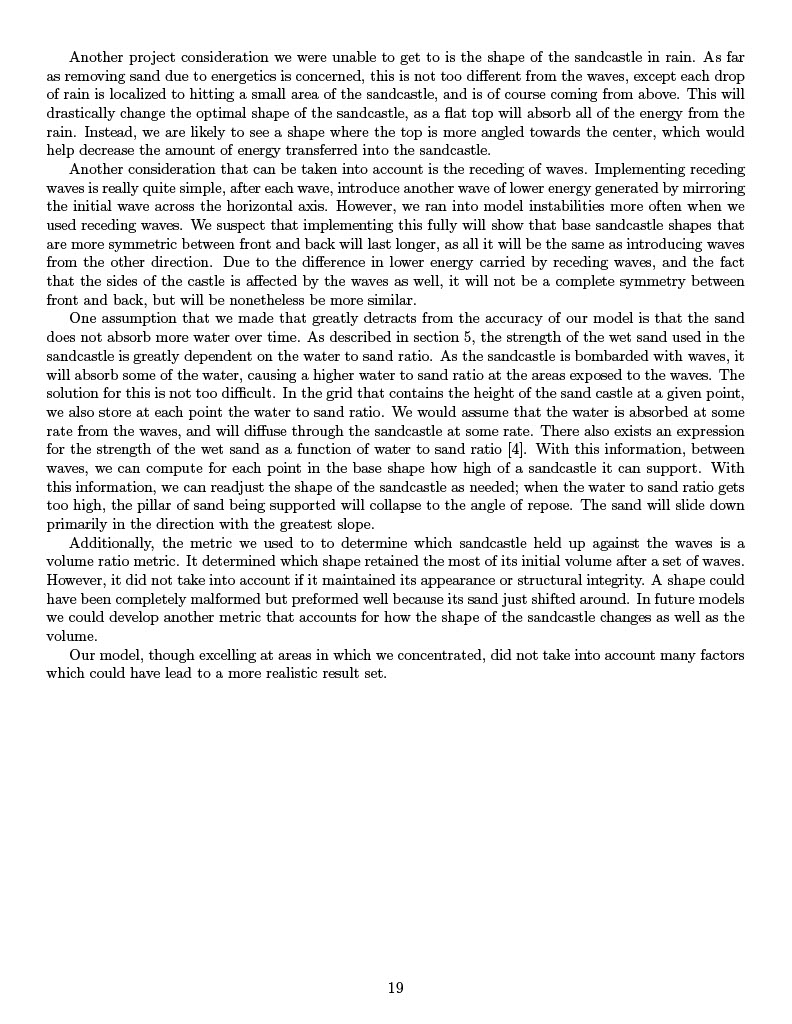 Another project consideration we were unable to get to is the shape of the sandcastle in rain. As far
as removing sand due to energetics is concerned, this is not too different from the waves, except each drop
of rain is localized to hitting a small area of the sandcastle, and is of course coming from above. This will
drastically change the optimal shape of the sandcastle, as a flat top will absorb all of the energy from the
rain. Instead, we are likely to see a shape where the top is more angled towards the center, which would
help decrease the amount of energy transferred into the sandcastle.
Another consideration that can be taken into account is the receding of waves. Implementing receding
waves is really quite simple, after each wave, introduce another wave of lower energy generated by mirroring
the initial wave across the horizontal axis. However, we ran into model instabilities more often when we
used receding waves. We suspect that implementing this fully will show that base sandcastle shapes that
are more symmetric between front and back will last longer, as all it will be the same as introducing waves
from the other direction. Due to the difference in lower energy carried by receding waves, and the fact
that the sides of the castle is affected by the waves as well, it will not be a complete symmetry between
front and back, but will be nonetheless be more similar.
One assumption that we made that greatly detracts from the accuracy of our model is that the sand
does not absorb more water over time. As described in section 5, the strength of the wet sand used in the
sandcastle is greatly dependent on the water to sand ratio. As the sandcastle is bombarded with waves, it
will absorb some of the water, causing a higher water to sand ratio at the areas exposed to the waves. The
solution for this is not too difficult. In the grid that contains the height of the sand castle at a given point,
we also store at each point the water to sand ratio. We would assume that the water is absorbed at some
rate from the waves, and will diffuse through the sandcastle at some rate. There also exists an expression
for the strength of the wet sand as a function of water to sand ratio [4]. With this information, between
waves, we can compute for each point in the base shape how high of a sandcastle it can support. With
this information, we can readjust the shape of the sandcastle as needed; when the water to sand ratio gets
too high, the pillar of sand being supported will collapse to the angle of repose. The sand will slide down
primarily in the direction with the greatest slope.
Additionally, the metric we used to to determine which sandcastle held up against the waves is a
volume ratio metric. It determined which shape retained the most of its initial volume after a set of waves.
However, it did not take into account if it maintained its appearance or structural integrity. A shape could
have been completely malformed but preformed well because its sand just shifted around. In future models
we could develop another metric that accounts for how the shape of the sandcastle changes as well as the
volume.
Our model, though excelling at areas in which we concentrated, did not take into account many factors
which could have lead to a more realistic result set.
19